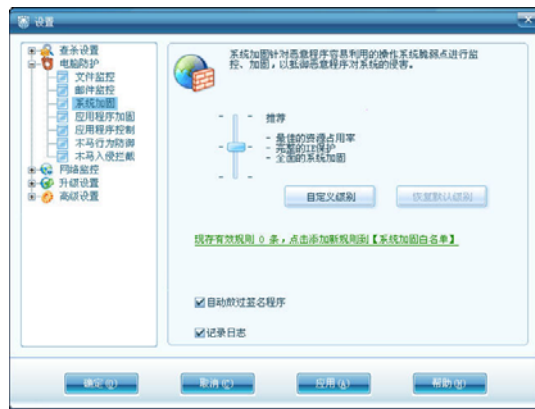 设置
查杀设置
电脑防护
文件监控
邮件监控
系统加固
应用程序加固
应用程序控制
木马行为防御
木马入侵拦截
网络监控
升级设置
高级设置
系统加固针对恶意程序容易利用的操作系统脆弱点进行监
控、加固，以抵御恶意程序对系统的侵害。
推荐
- 最佳的资源占用率
- 完整的IE保护
- 全面的系统加固
自定义级别
恢复默认级别
现存有效规则 0 条，点击添加新规则到【系统加固白名单】
自动放过签名程序
记录日志
确定(O)
取消(C)
应用(A)
帮助(H)